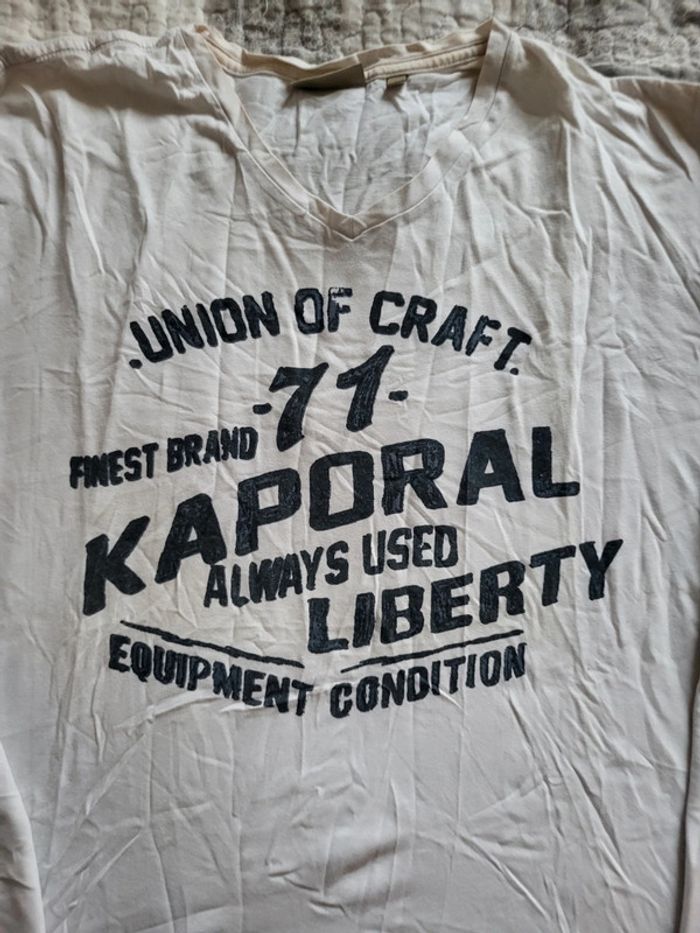 .UNION OF CRAFT.
-71-
FINEST BRAND
KAPORAL
ALWAYS USED
LIBERTY
EQUIPMENT CONDITION